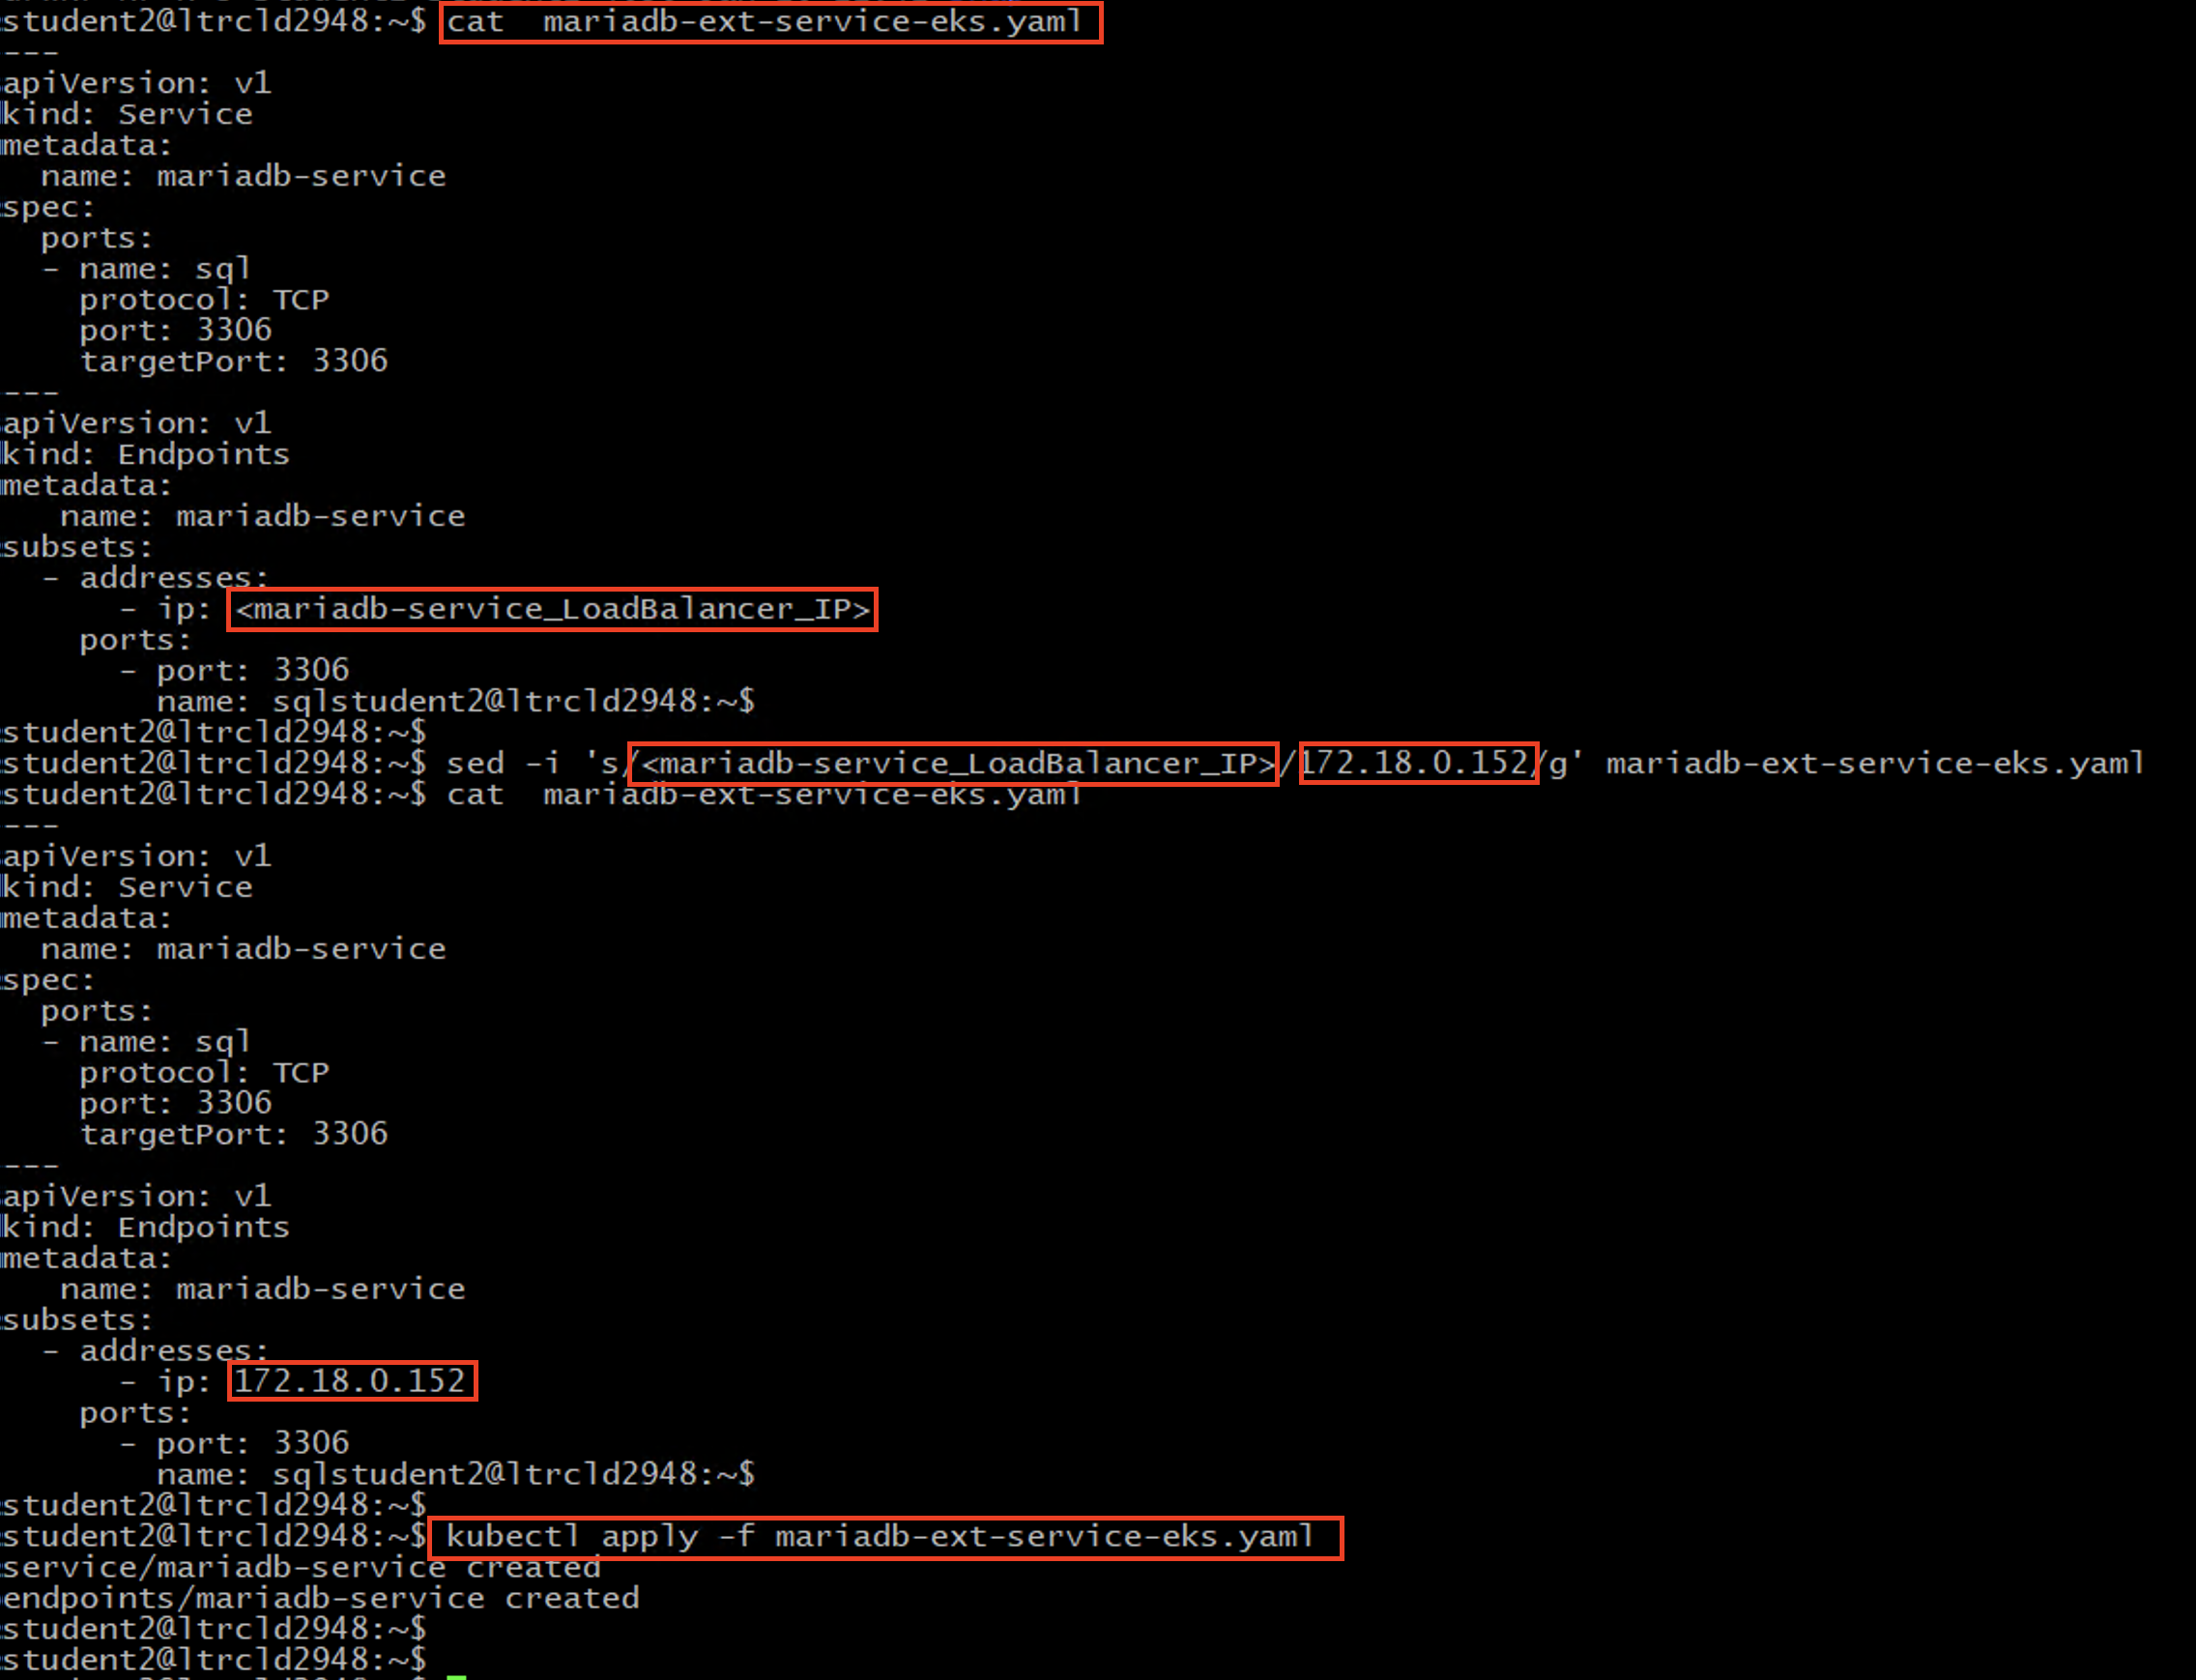 student2@ltrcld2948:~$ cat  mariadb-ext-service-eks.yaml
---
apiVersion: v1
kind: Service
metadata:
  name: mariadb-service
spec:
  ports:
  - name: sql
    protocol: TCP
    port: 3306
    targetPort: 3306
---
apiVersion: v1
kind: Endpoints
metadata:
   name: mariadb-service
subsets:
  - addresses:
      - ip: <mariadb-service_LoadBalancer_IP>
    ports:
      - port: 3306
        name: sqlstudent2@ltrcld2948:~$
student2@ltrcld2948:~$
student2@ltrcld2948:~$ sed -i 's/<mariadb-service_LoadBalancer_IP>/172.18.0.152/g' mariadb-ext-service-eks.yaml
student2@ltrcld2948:~$ cat  mariadb-ext-service-eks.yaml
---
apiVersion: v1
kind: Service
metadata:
  name: mariadb-service
spec:
  ports:
  - name: sql
    protocol: TCP
    port: 3306
    targetPort: 3306
---
apiVersion: v1
kind: Endpoints
metadata:
   name: mariadb-service
subsets:
  - addresses:
      - ip: 172.18.0.152
    ports:
      - port: 3306
        name: sqlstudent2@ltrcld2948:~$
student2@ltrcld2948:~$
student2@ltrcld2948:~$ kubectl apply -f mariadb-ext-service-eks.yaml
service/mariadb-service created
endpoints/mariadb-service created
student2@ltrcld2948:~$
student2@ltrcld2948:~$